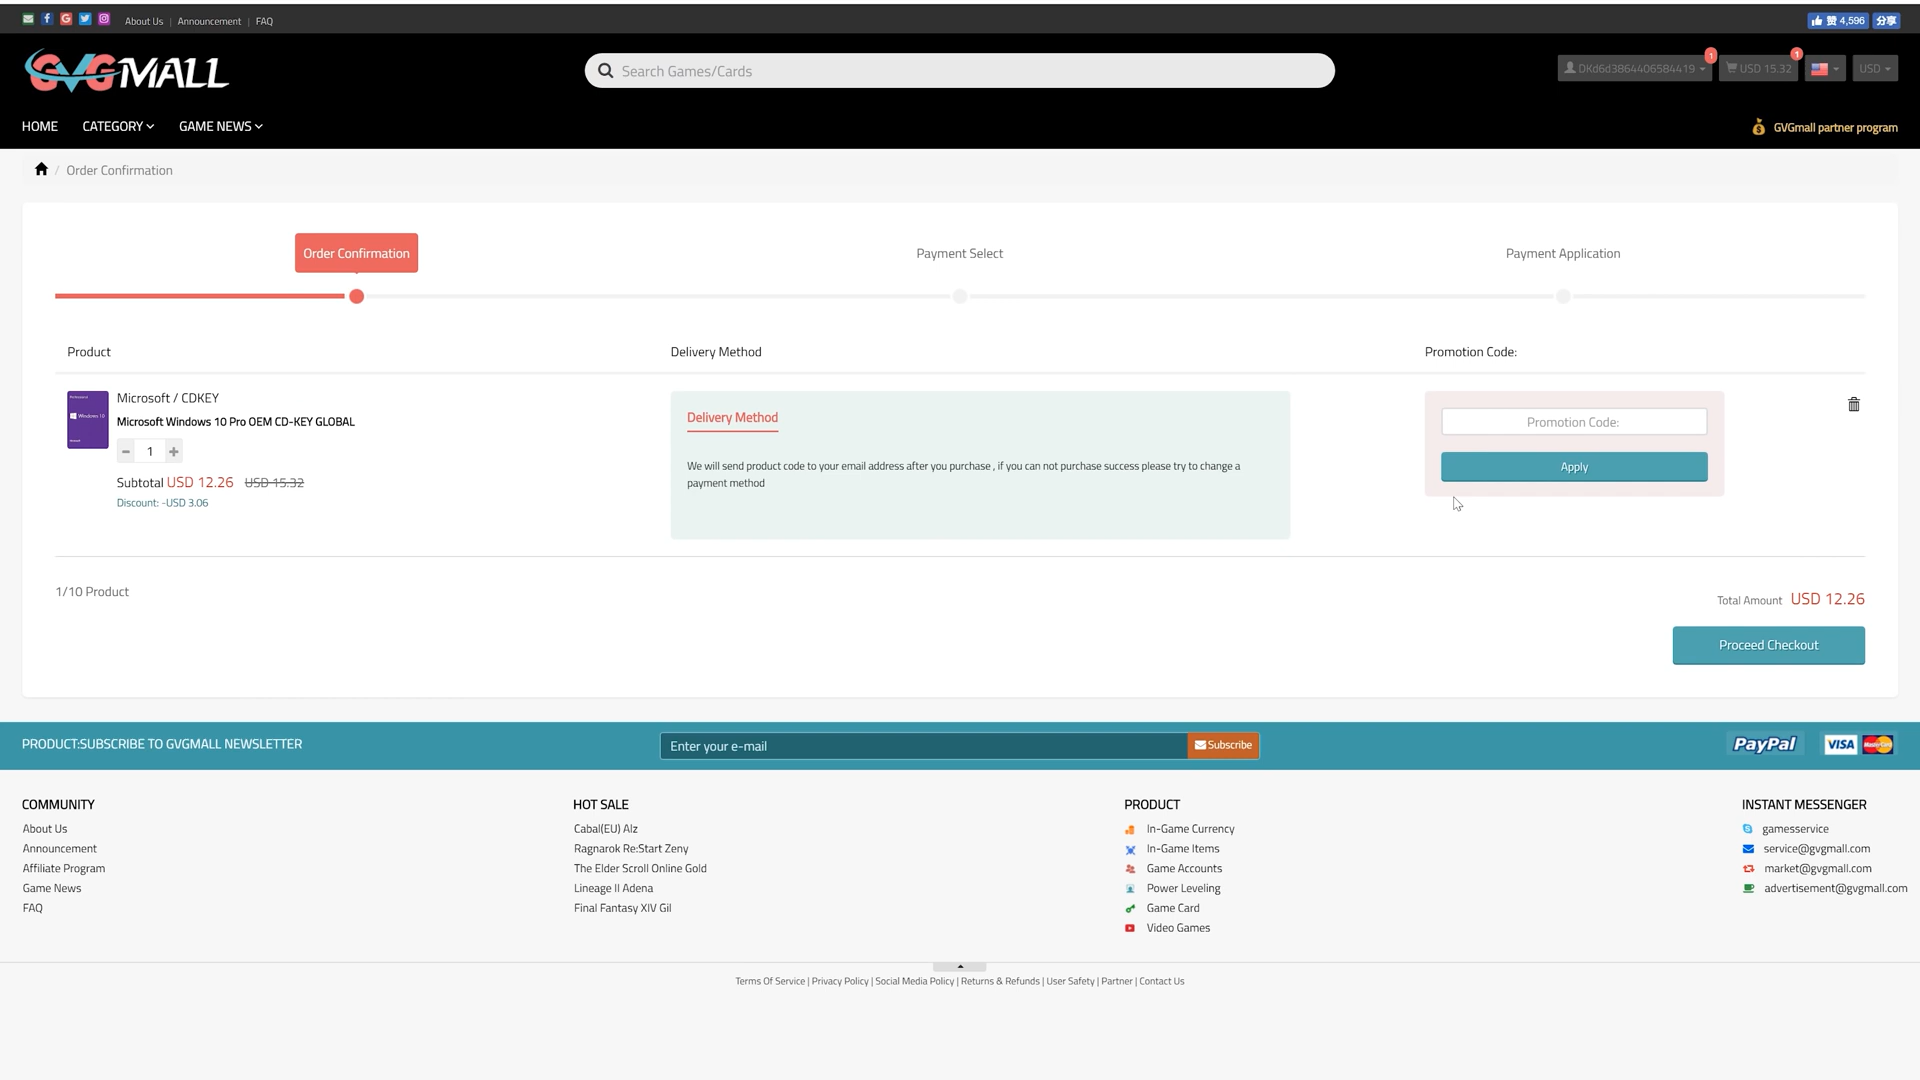 About Us | Announcement | FAQ
赞 4,596 分享
GVGMALL
Search Games/Cards
DKd6d3864406584419
1
USD 15.32
1
USD
HOME CATEGORY GAME NEWS
GVGmall partner program
/ Order Confirmation
Order Confirmation
Payment Select
Payment Application
Product
Delivery Method
Promotion Code:
Windows 10
Microsoft / CDKEY
Microsoft Windows 10 Pro OEM CD-KEY GLOBAL
- 1 +
Subtotal USD 12.26 USD 15.32
Discount: -USD 3.06
Delivery Method
We will send product code to your email address after you purchase , if you can not purchase success please try to change a
payment method
Promotion Code:
Apply
1/10 Product
Total Amount USD 12.26
Proceed Checkout
PRODUCT:SUBSCRIBE TO GVGMALL NEWSLETTER
Enter your e-mail
Subscribe
PayPal VISA MasterCard
COMMUNITY
About Us
Announcement
Affiliate Program
Game News
FAQ
HOT SALE
Cabal(EU) Alz
Ragnarok Re:Start Zeny
The Elder Scroll Online Gold
Lineage II Adena
Final Fantasy XIV Gil
PRODUCT
In-Game Currency
In-Game Items
Game Accounts
Power Leveling
Game Card
Video Games
INSTANT MESSENGER
gamesservice
service@gvgmall.com
market@gvgmall.com
advertisement@gvgmall.com
Terms Of Service | Privacy Policy | Social Media Policy | Returns & Refunds | User Safety | Partner | Contact Us